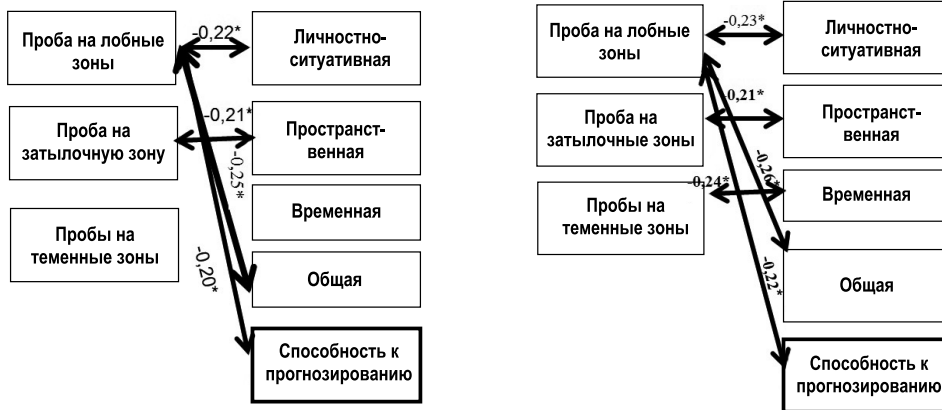 Проба на лобные
зоны
-0,22*
Личностно-
ситуативная
Проба на
затылочную зону
-0,21*
Пространст-
венная
-0,25*
Временная
Пробы на
теменные зоны
-0,20*
Общая
Способность к
прогнозированию
Проба на лобные
зоны
-0,23*
Личностно-
ситуативная
Проба на
затылочные зоны
-0,21*
Пространст-
венная
-0,26*
-0,24*
Временная
Пробы на
теменные зоны
-0,22*
Общая
Способность к
прогнозированию